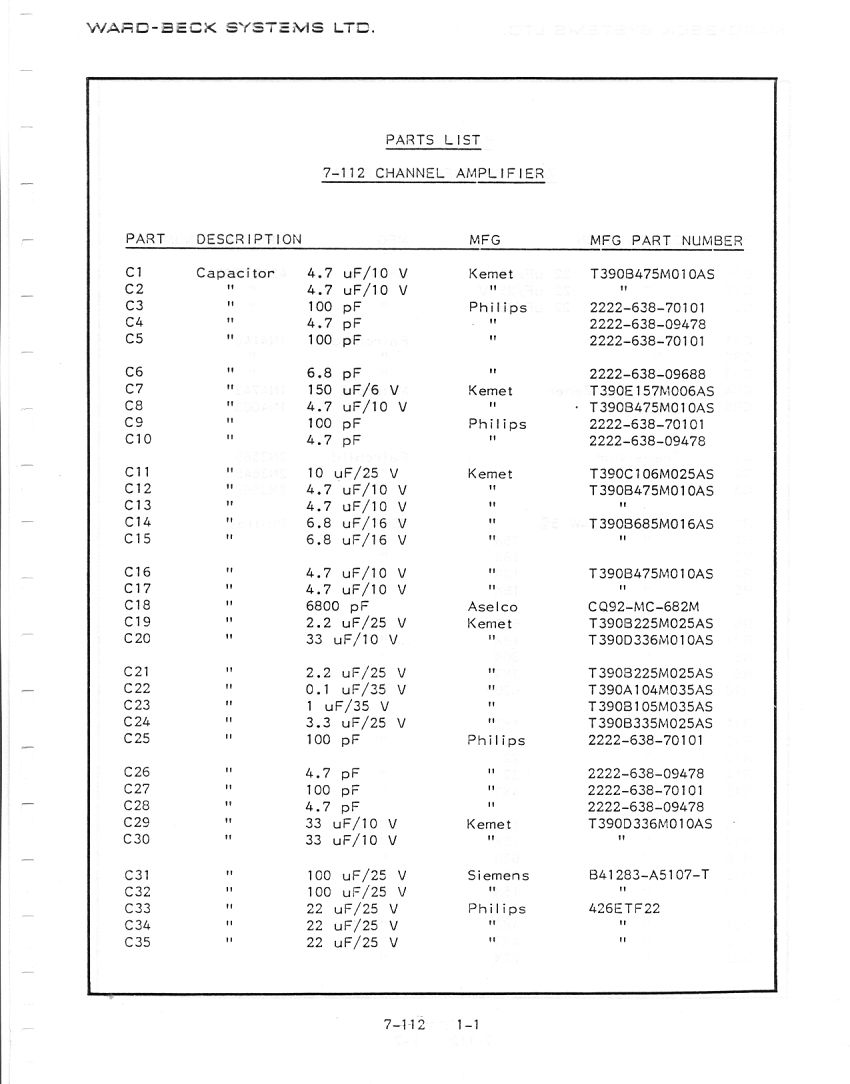 WARD-BECK SYSTEMS LTD.
PARTS LIST
7-112 CHANNEL AMPLIFIER
PART DESCRIPTION MFG MFG PART NUMBER
C1 Capacitor 4.7 uF/10 V Kemet T390B475M010AS
C2 " 4.7 uF/10 V " "
C3 " 100 pF Philips 2222-638-70101
C4 " 4.7 pF " 2222-638-09478
C5 " 100 pF 2222-638-70101
C6 " 6.8 pF " 2222-638-09688
C7 " 150 uF/6 V Kemet T390E157M006AS
C8 " 4.7 uF/10 V " T390B475M010AS
C9 " 100 pF Philips 2222-638-70101
C10 " 4.7 pF " 2222-638-09478
C11 " 10 uF/25 V Kemet T390C106M025AS
C12 " 4.7 uF/10 V " T390B475M010AS
C13 " 4.7 uF/10 V " "
C14 " 6.8 uF/16 V " T390B685M016AS
C15 " 6.8 uF/16 V " "
C16 " 4.7 uF/10 V " T390B475M010AS
C17 " 4.7 uF/10 V " "
C18 " 6800 pF Aselco CQ92-MC-682M
C19 " 2.2 uF/25 V Kemet T390B225M025AS
C20 " 33 uF/10 V " T390D336M010AS
C21 " 2.2 uF/25 V " T390B225M025AS
C22 " 0.1 uF/35 V " T390A104M035AS
C23 " 1 uF/35 V " T390B105M035AS
C24 " 3.3 uF/25 V " T390B335M025AS
C25 " 100 pF Philips 2222-638-70101
C26 " 4.7 pF " 2222-638-09478
C27 " 100 pF " 2222-638-70101
C28 " 4.7 pF " 2222-638-09478
C29 " 33 uF/10 V Kemet T390D336M010AS
C30 " 33 uF/10 V " "
C31 " 100 uF/25 V Siemens B41283-A5107-T
C32 " 100 uF/25 V " "
C33 " 22 uF/25 V Philips 426ETF22
C34 " 22 uF/25 V " "
C35 " 22 uF/25 V " "
7-112 1-1